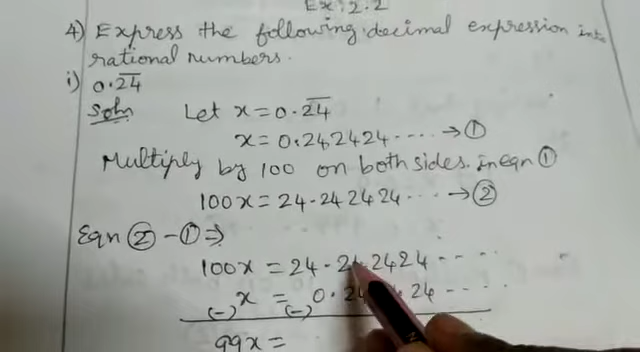 Ex: 2.2
4) Express the following decimal expression into
rational numbers.
i) 0.2̅4̅
Soln Let x = 0.2̅4̅
x = 0.242424 ..... → ①
Multiply by 100 on both sides. in eqn ①
100x = 24.242424 ... → ②
Eqn ② - ① ⇒
100x = 24.242424 ....
(-) x = (-) 0.24 24 ....
99x =